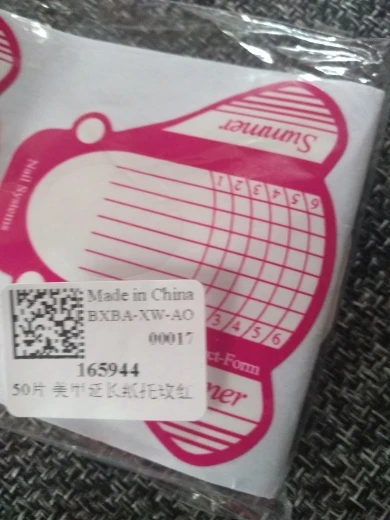 Summer
Nail Systems
1 2 3 4 5 6
3 4 5 6
ct-Form
mer
Made in China
BXBA-XW-AO
00017
165944
50片 美甲延长纸托玫红